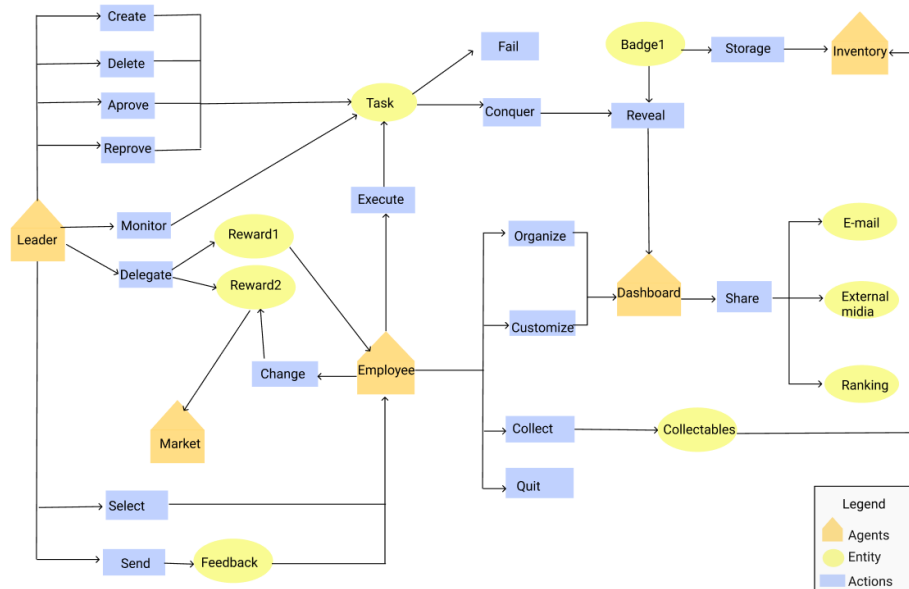 Create
Delete
Aprove
Reprove
Monitor
Leader
Delegate
Reward1
Reward2
Change
Market
Select
Send
Feedback
Task
Execute
Employee
Fail
Conquer
Badge1
Storage
Inventory
Reveal
Organize
Customize
Dashboard
Share
E-mail
External
midia
Ranking
Collect
Collectables
Quit
Legend
Agents
Entity
Actions